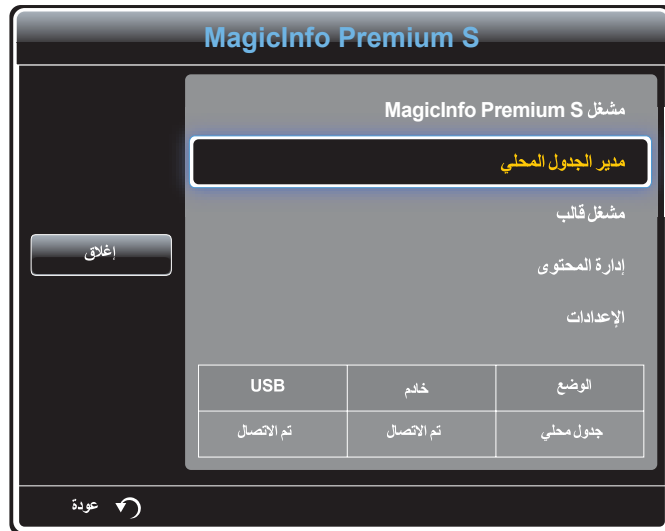 MagicInfo Premium S
مشغل MagicInfo Premium S
مدير الجدول المحلي
مشغل قالب
إدارة المحتوى
الإعدادات
إغلاق
الوضع خادم USB
جدول محلي تم الاتصال تم الاتصال
عودة